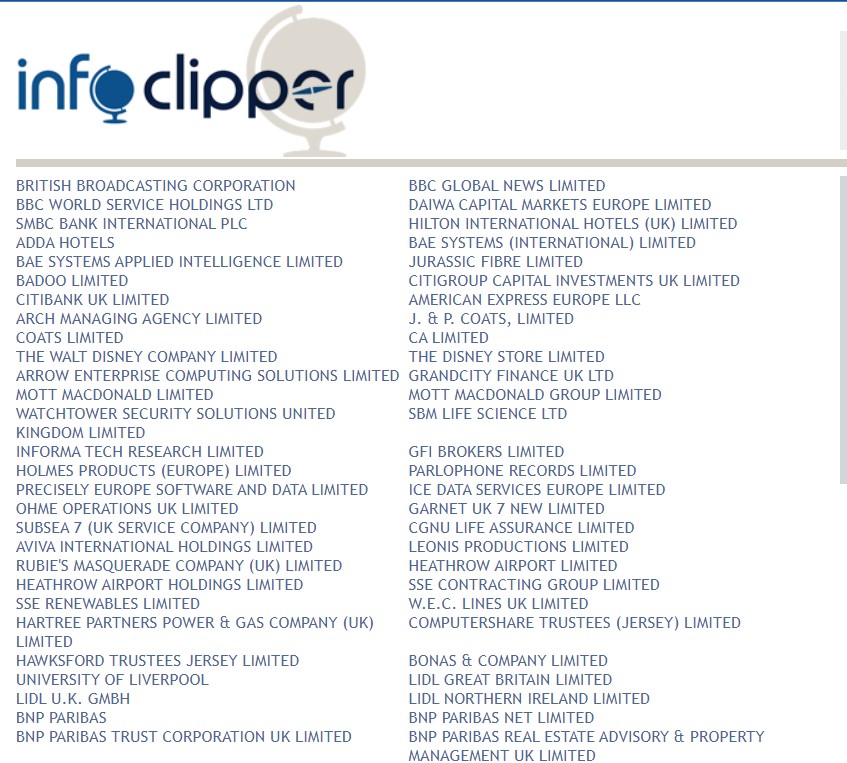 infoclipper
BRITISH BROADCASTING CORPORATION BBC GLOBAL NEWS LIMITED
BBC WORLD SERVICE HOLDINGS LTD DAIWA CAPITAL MARKETS EUROPE LIMITED
SMBC BANK INTERNATIONAL PLC HILTON INTERNATIONAL HOTELS (UK) LIMITED
ADDA HOTELS BAE SYSTEMS (INTERNATIONAL) LIMITED
BAE SYSTEMS APPLIED INTELLIGENCE LIMITED JURASSIC FIBRE LIMITED
BADOO LIMITED CITIGROUP CAPITAL INVESTMENTS UK LIMITED
CITIBANK UK LIMITED AMERICAN EXPRESS EUROPE LLC
ARCH MANAGING AGENCY LIMITED J. & P. COATS, LIMITED
COATS LIMITED CA LIMITED
THE WALT DISNEY COMPANY LIMITED THE DISNEY STORE LIMITED
ARROW ENTERPRISE COMPUTING SOLUTIONS LIMITED GRANDCITY FINANCE UK LTD
MOTT MACDONALD LIMITED MOTT MACDONALD GROUP LIMITED
WATCHTOWER SECURITY SOLUTIONS UNITED SBM LIFE SCIENCE LTD
KINGDOM LIMITED
INFORMA TECH RESEARCH LIMITED GFI BROKERS LIMITED
HOLMES PRODUCTS (EUROPE) LIMITED PARLOPHONE RECORDS LIMITED
PRECISELY EUROPE SOFTWARE AND DATA LIMITED ICE DATA SERVICES EUROPE LIMITED
OHME OPERATIONS UK LIMITED GARNET UK 7 NEW LIMITED
SUBSEA 7 (UK SERVICE COMPANY) LIMITED CGNU LIFE ASSURANCE LIMITED
AVIVA INTERNATIONAL HOLDINGS LIMITED LEONIS PRODUCTIONS LIMITED
RUBIE'S MASQUERADE COMPANY (UK) LIMITED HEATHROW AIRPORT LIMITED
HEATHROW AIRPORT HOLDINGS LIMITED SSE CONTRACTING GROUP LIMITED
SSE RENEWABLES LIMITED W.E.C. LINES UK LIMITED
HARTREE PARTNERS POWER & GAS COMPANY (UK) COMPUTERSHARE TRUSTEES (JERSEY) LIMITED
LIMITED
HAWKSFORD TRUSTEES JERSEY LIMITED BONAS & COMPANY LIMITED
UNIVERSITY OF LIVERPOOL LIDL GREAT BRITAIN LIMITED
LIDL U.K. GMBH LIDL NORTHERN IRELAND LIMITED
BNP PARIBAS BNP PARIBAS NET LIMITED
BNP PARIBAS TRUST CORPORATION UK LIMITED BNP PARIBAS REAL ESTATE ADVISORY & PROPERTY
MANAGEMENT UK LIMITED